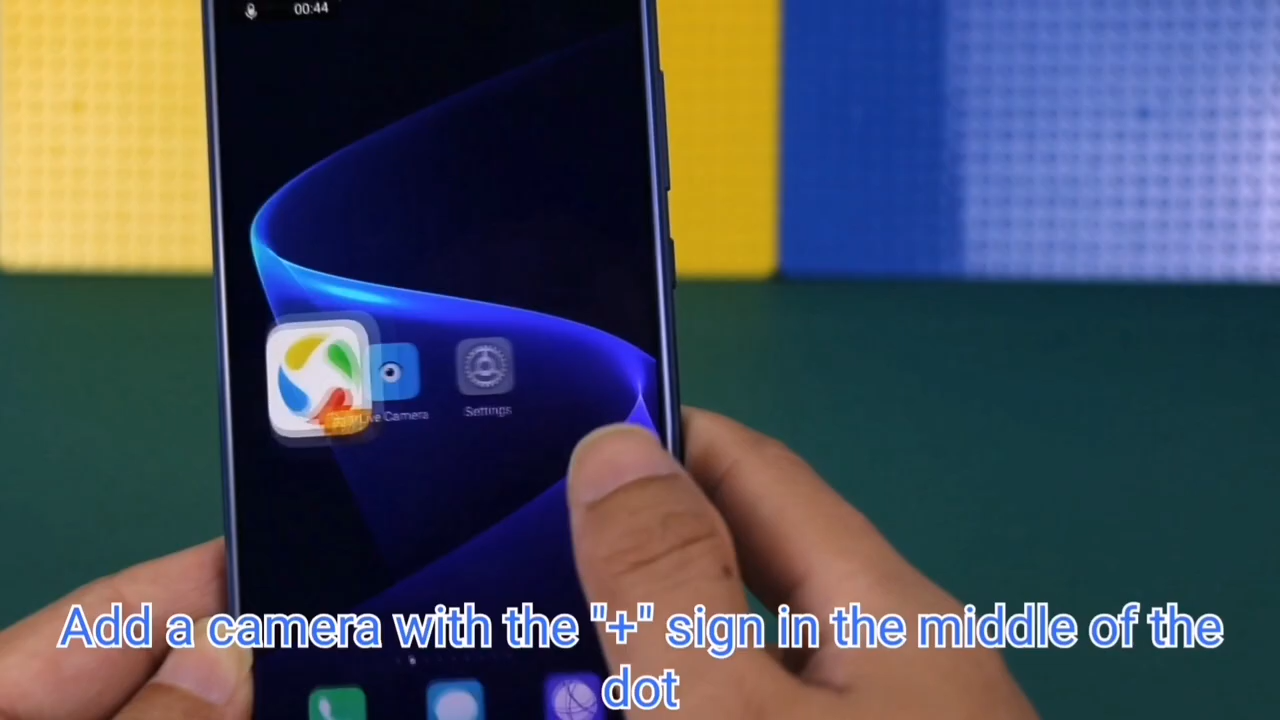 00:44
Live Camera
Settings
Add a camera with the "+" sign in the middle of the
dot